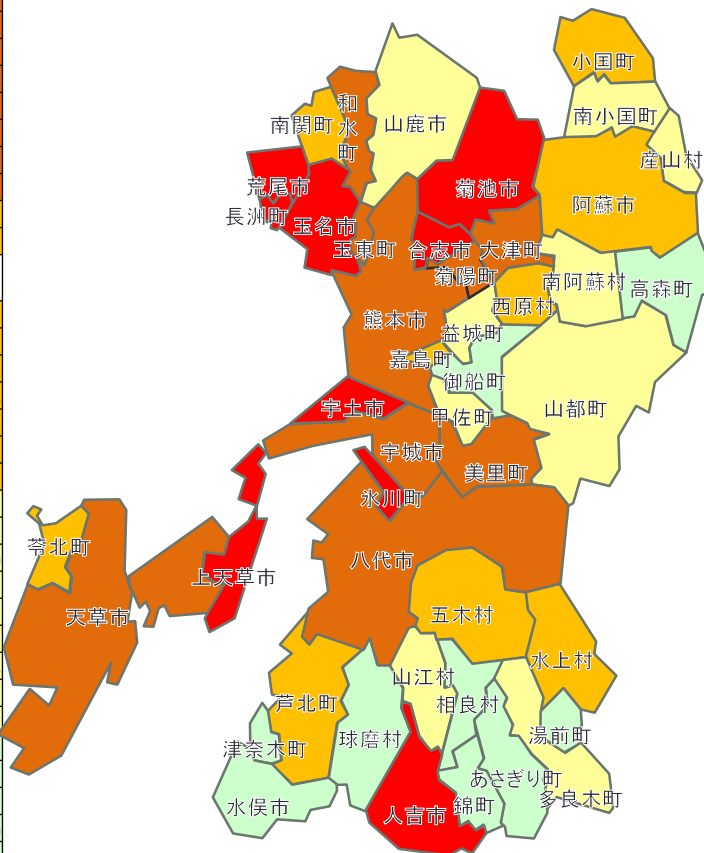 小国町
南小国町
産山村
和水町
南関町
山鹿市
菊池市
阿蘇市
荒尾市
長洲町
玉名市
玉東町
合志市
大津町
菊陽町
南阿蘇村
高森町
西原村
熊本市
益城町
嘉島町
御船町
宇土市
甲佐町
山都町
宇城市
美里町
氷川町
八代市
苓北町
上天草市
天草市
五木村
水上村
山江村
相良村
芦北町
球磨村
湯前町
津奈木町
あさぎり町
多良木町
水俣市
錦町
人吉市